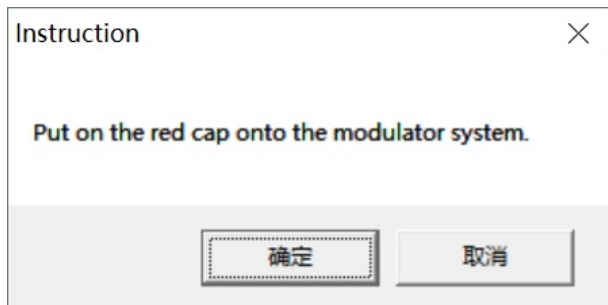 Instruction
Put on the red cap onto the modulator system.
确定
取消